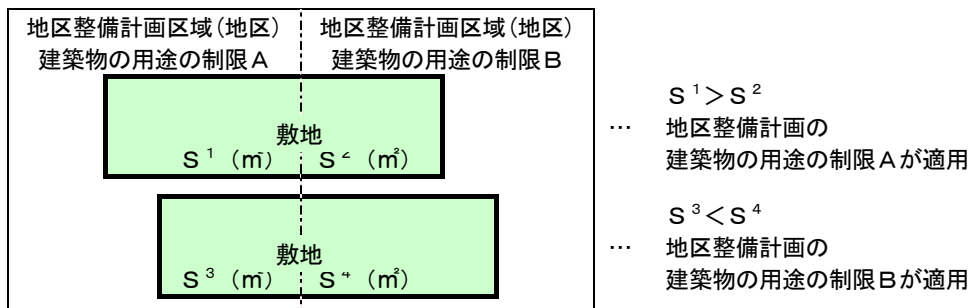 地区整備計画区域(地区) 地区整備計画区域(地区)
建築物の用途の制限A 建築物の用途の制限B
敷地
S¹ (㎡) S² (㎡)
S¹>S²
… 地区整備計画の
建築物の用途の制限Aが適用
敷地
S³ (㎡) S⁴ (㎡)
S³<S⁴
… 地区整備計画の
建築物の用途の制限Bが適用